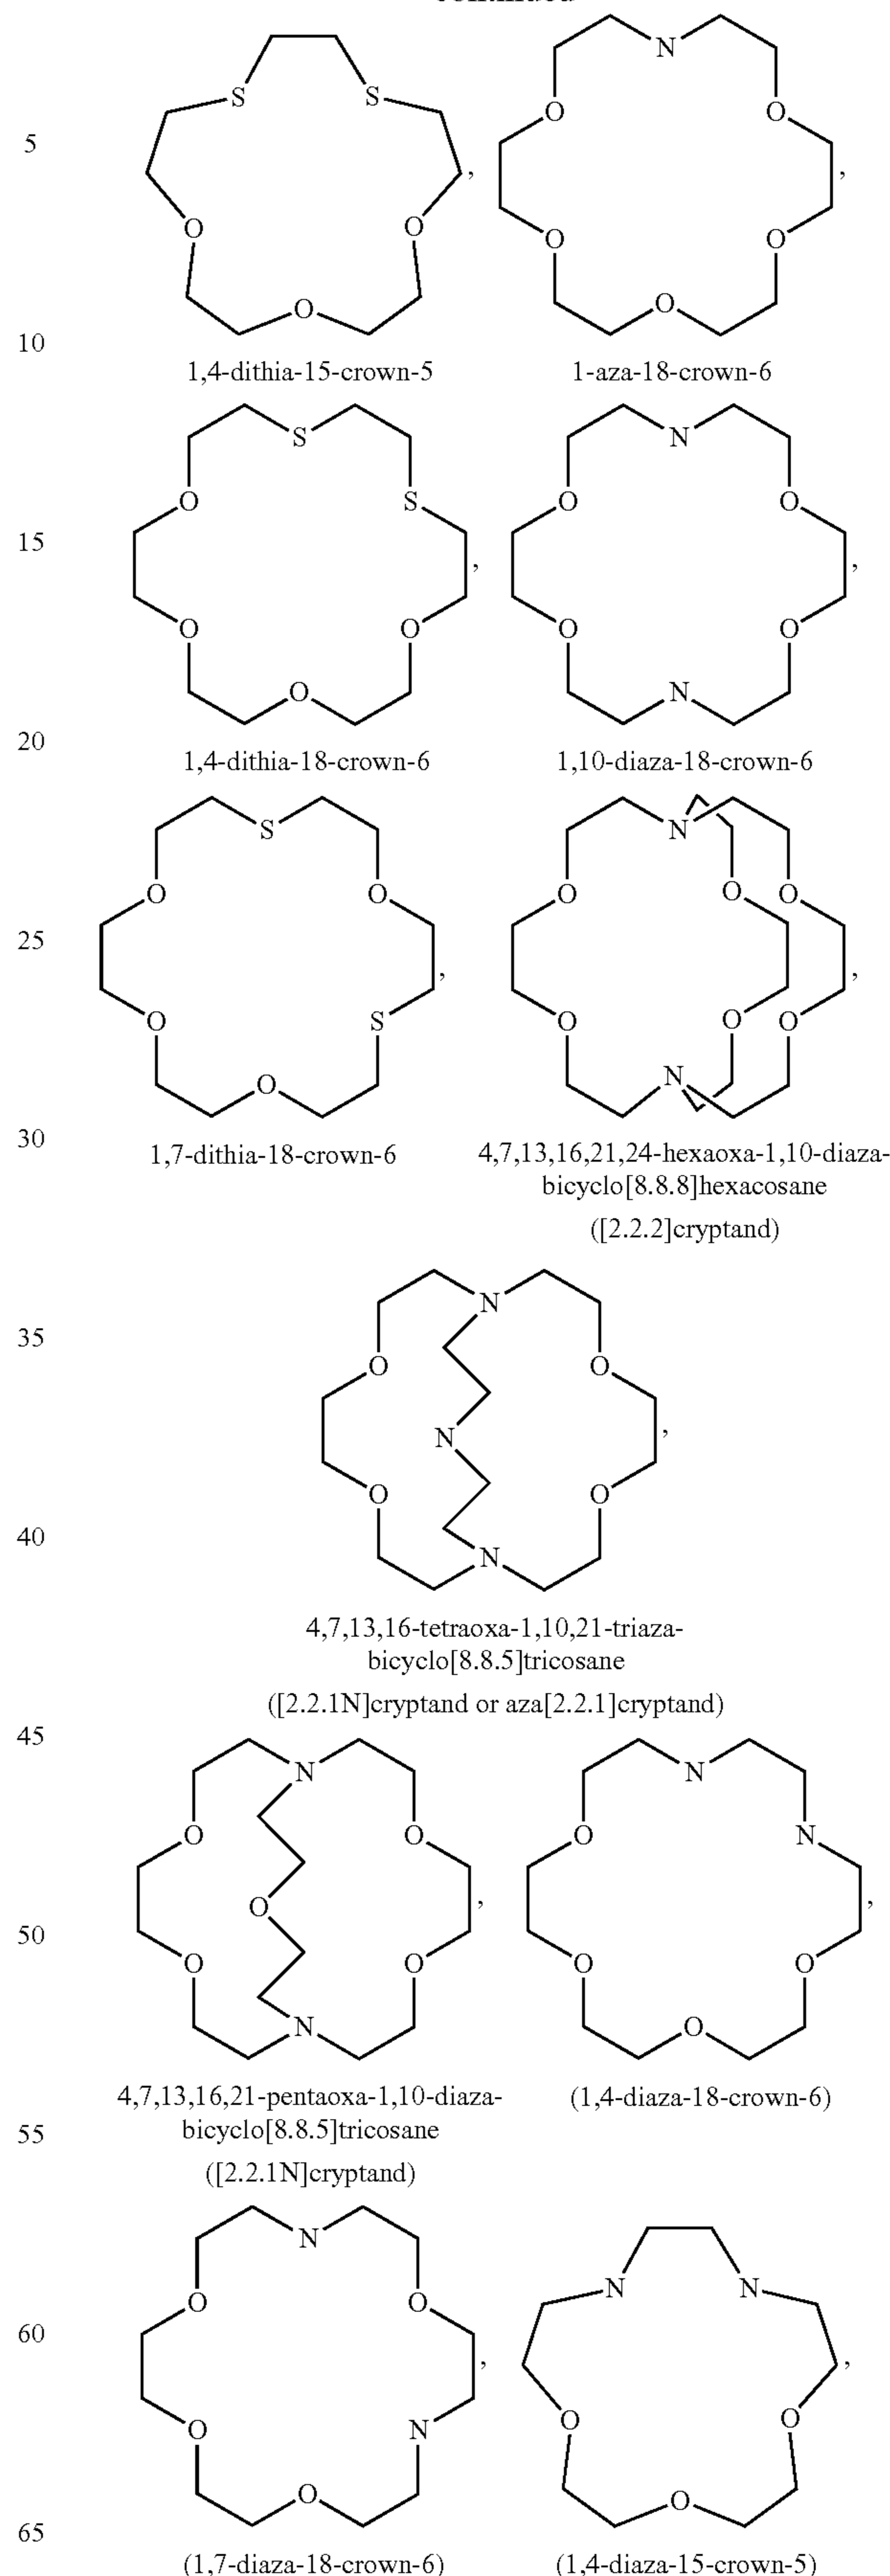 N
S S
O O
5
, ,
O O O O
O O
10
1,4-dithia-15-crown-5 1-aza-18-crown-6
S N
O S O O
15
, ,
O O O O
O N
20
1,4-dithia-18-crown-6 1,10-diaza-18-crown-6
S N
O O O O O
25
, ,
O S O O O
O N
30
1,7-dithia-18-crown-6 4,7,13,16,21,24-hexaoxa-1,10-diaza-
bicyclo[8.8.8]hexacosane
([2.2.2]cryptand)
N
35
O O
,
N
O O
40
N
4,7,13,16-tetraoxa-1,10,21-triaza-
bicyclo[8.8.5]tricosane
([2.2.1N]cryptand or aza[2.2.1]cryptand)
45
N N
O O O N
O , ,
50
O O O O
N O
4,7,13,16,21-pentaoxa-1,10-diaza- (1,4-diaza-18-crown-6)
bicyclo[8.8.5]tricosane
55
([2.2.1N]cryptand)
N
N N
O O
60
, ,
O N O O
O O
65
(1,7-diaza-18-crown-6) (1,4-diaza-15-crown-5)